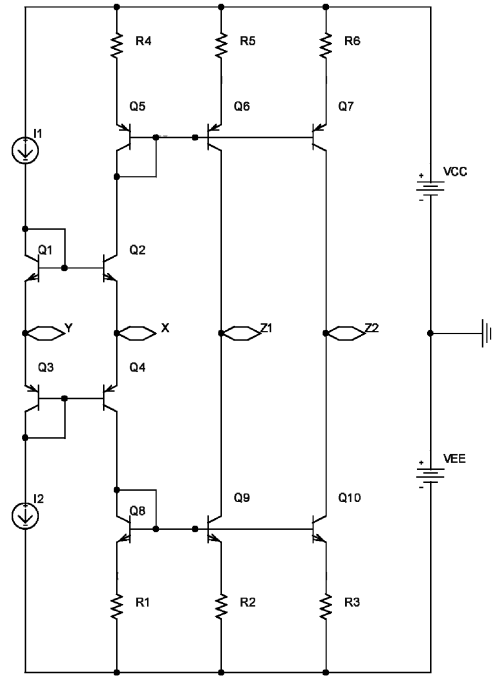 R4 R5 R6
Q5 Q6 Q7
I1
VCC
+
-
Q1 Q2
Y X Z1 Z2
Q3 Q4
VEE
+
-
I2
Q8 Q9 Q10
R1 R2 R3